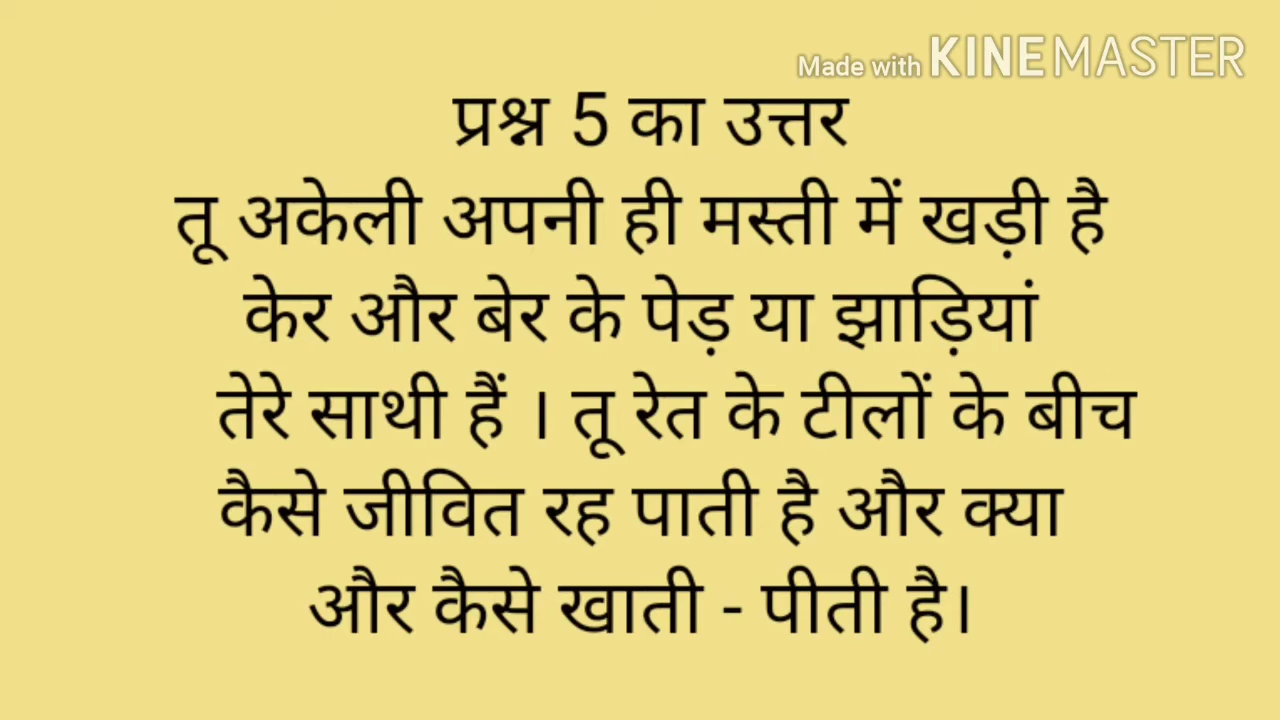 Made with KINEMASTER
प्रश्न 5 का उत्तर
तू अकेली अपनी ही मस्ती में खड़ी है
केर और बेर के पेड़ या झाड़ियां
तेरे साथी हैं । तू रेत के टीलों के बीच
कैसे जीवित रह पाती है और क्या
और कैसे खाती - पीती है।